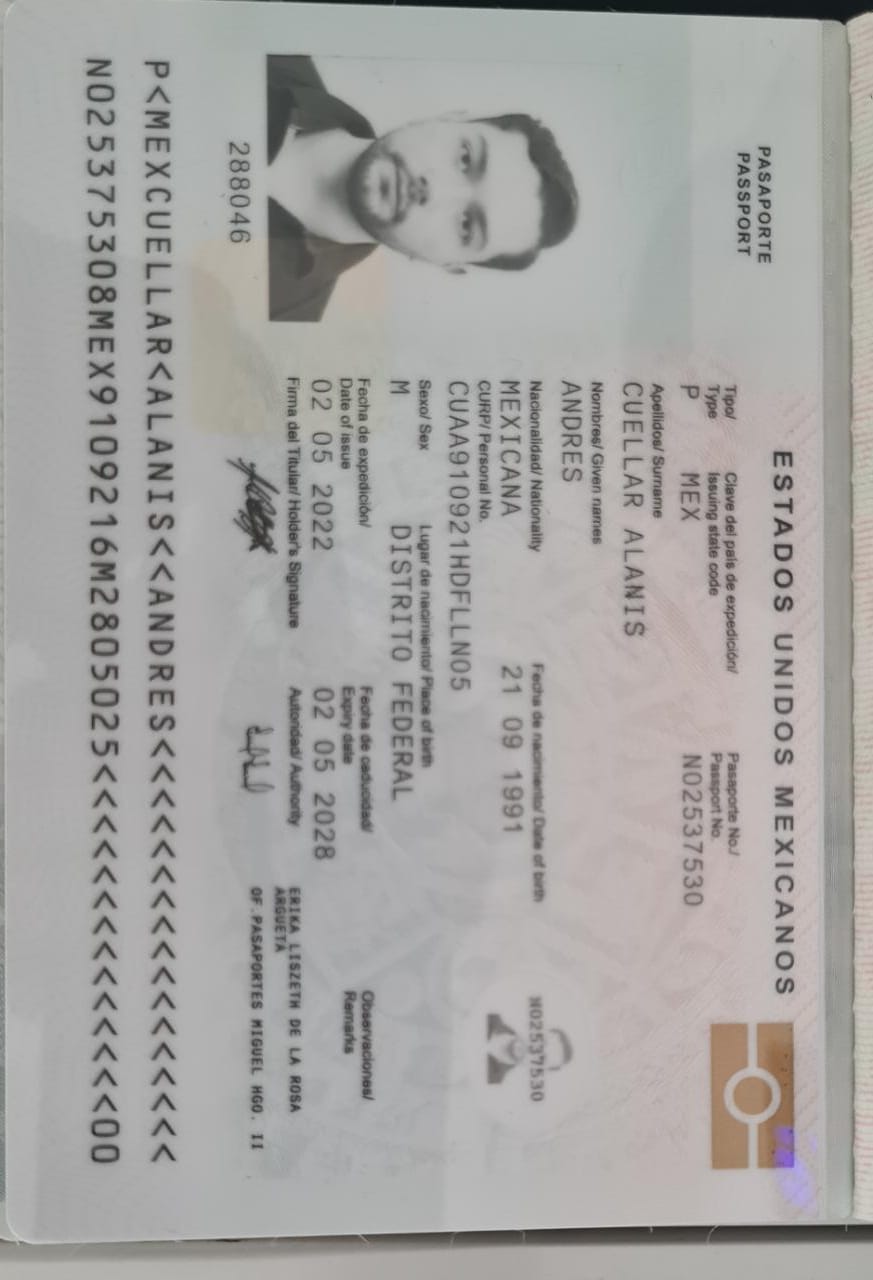 ESTADOS UNIDOS MEXICANOS
PASAPORTE
PASSPORT
Tipo/
Type
Clave del país de expedición/
Issuing state code
Pasaporte No./
Passport No.
P
MEX
N02537530
Apellidos/ Surname
CUELLAR ALANIS
Nombres/ Given names
ANDRES
Nacionalidad/ Nationality
Fecha de nacimiento/ Date of birth
MEXICANA
21 09 1991
N02537530
CURP/ Personal No.
CUAA910921HDFLLN05
Sexo/ Sex
Lugar de nacimiento/ Place of birth
M
DISTRITO FEDERAL
Fecha de expedición/
Date of issue
Fecha de caducidad/
Expiry date
Observaciones/
Remarks
02 05 2022
02 05 2028
Firma del Titular/ Holder's Signature
Autoridad/ Authority
ERIKA LISZETH DE LA ROSA
ARGUETA
OF.PASAPORTES MIGUEL HGO. II
288046
P<MEXCUELLAR<ALANIS<<ANDRES<<<<<<<<<<<<<<<<<
N025375308MEX9109216M2805025<<<<<<<<<<<<<<00